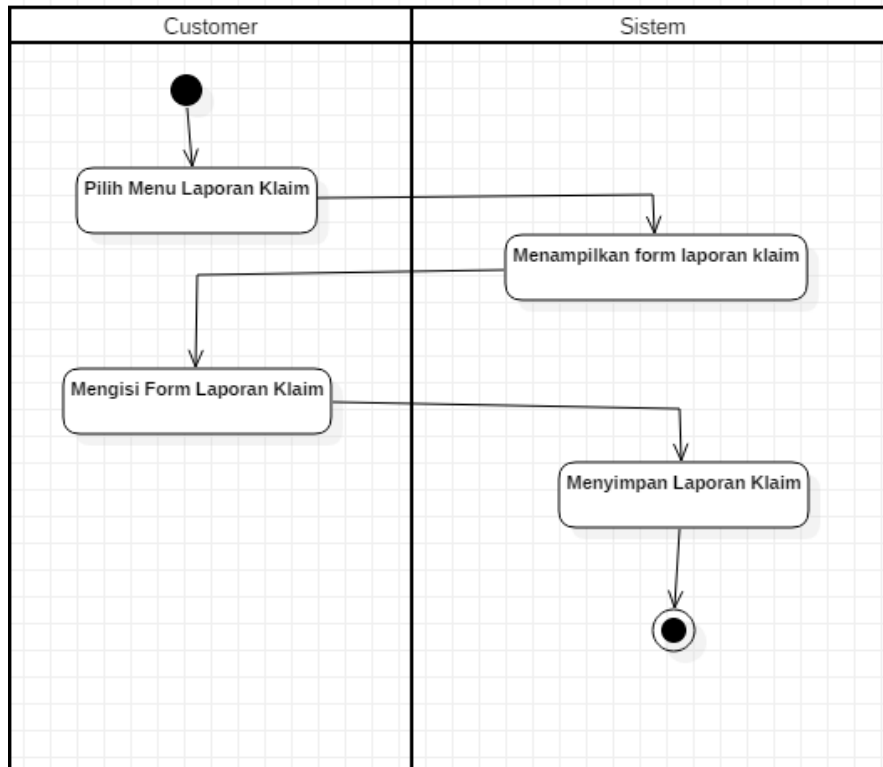 Customer
Sistem
Pilih Menu Laporan Klaim
Menampilkan form laporan klaim
Mengisi Form Laporan Klaim
Menyimpan Laporan Klaim